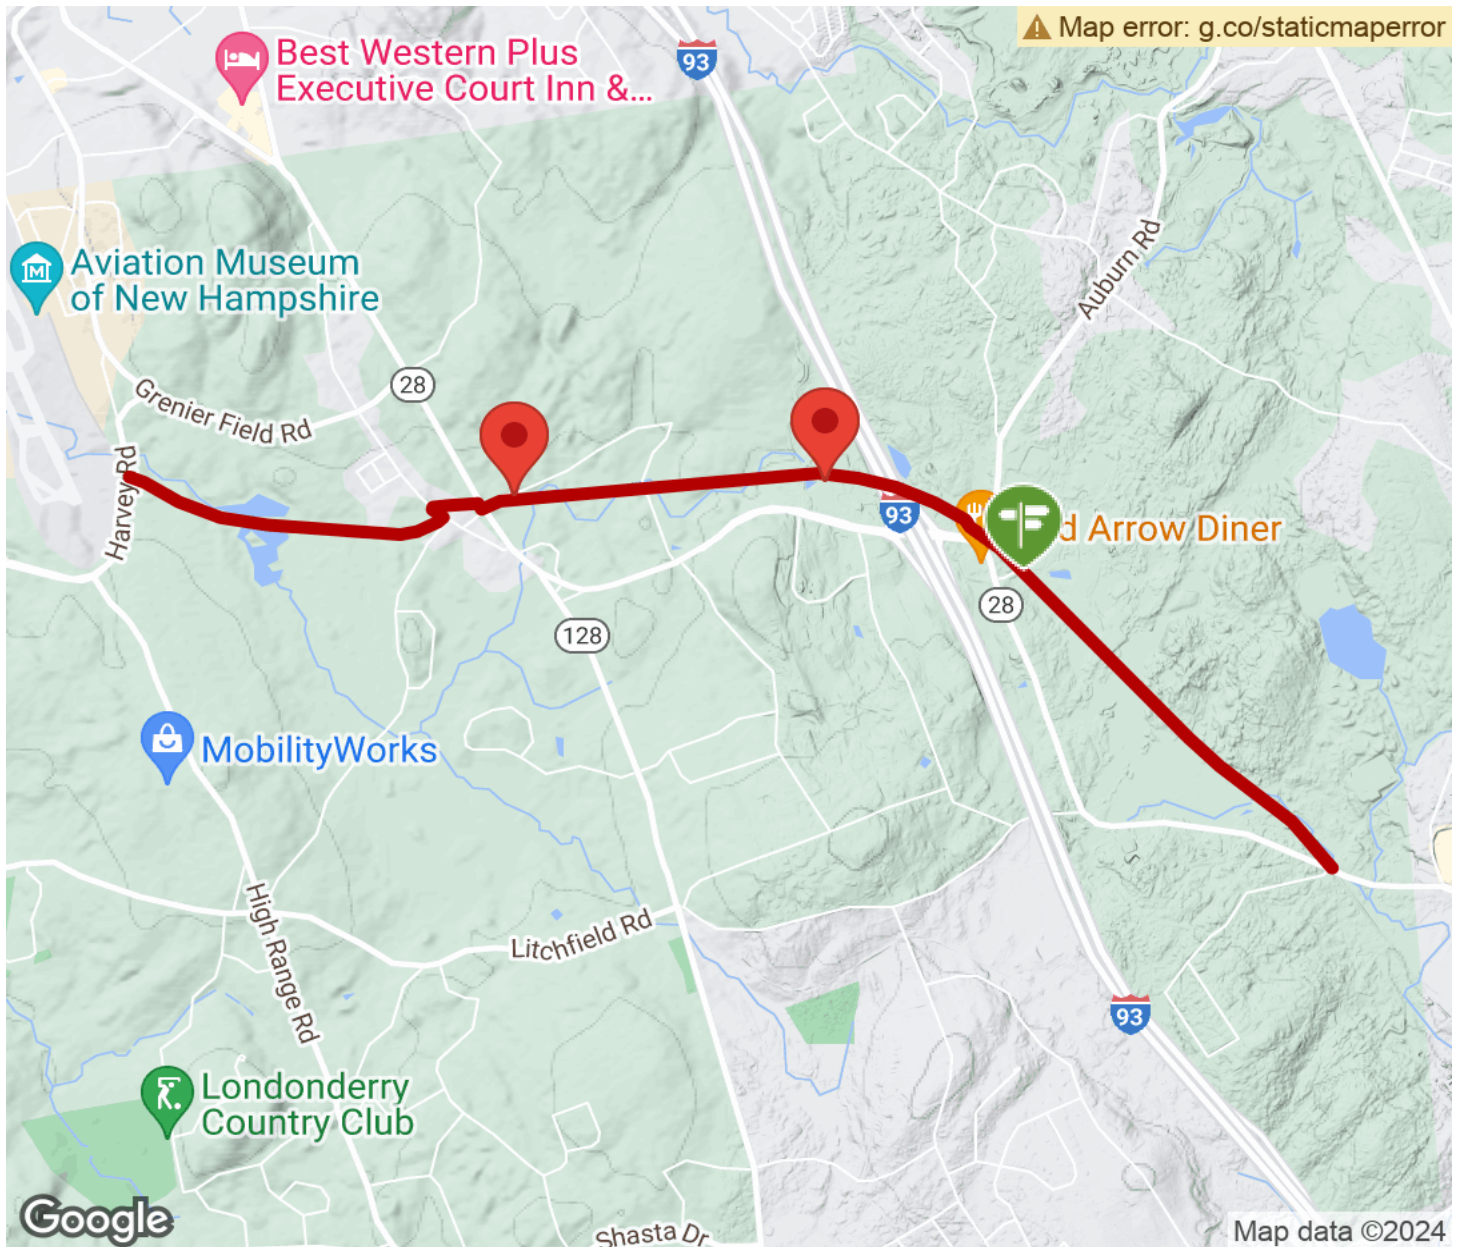 Map error: g.co/staticmaperror
Best Western Plus
Executive Court Inn &...
93
Auburn Rd
Aviation Museum
of New Hampshire
28
Grenier Field Rd
Harvey Rd
93
d Arrow Diner
28
128
MobilityWorks
High Range Rd
Litchfield Rd
93
Londonderry
Country Club
Google
Shasta Dr
Map data ©2024